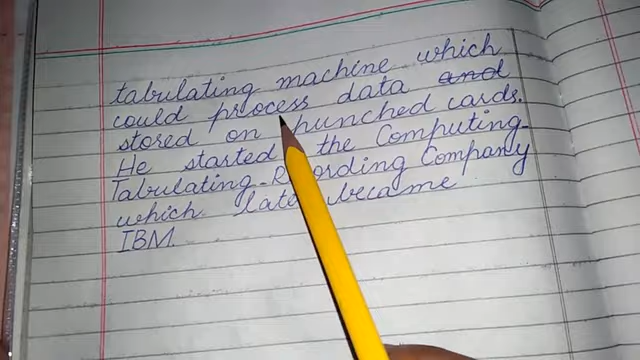 tabulating machine which
could process data and
stored on punched cards.
He started the Computing-
Tabulating-Recording Company
which later became
IBM.